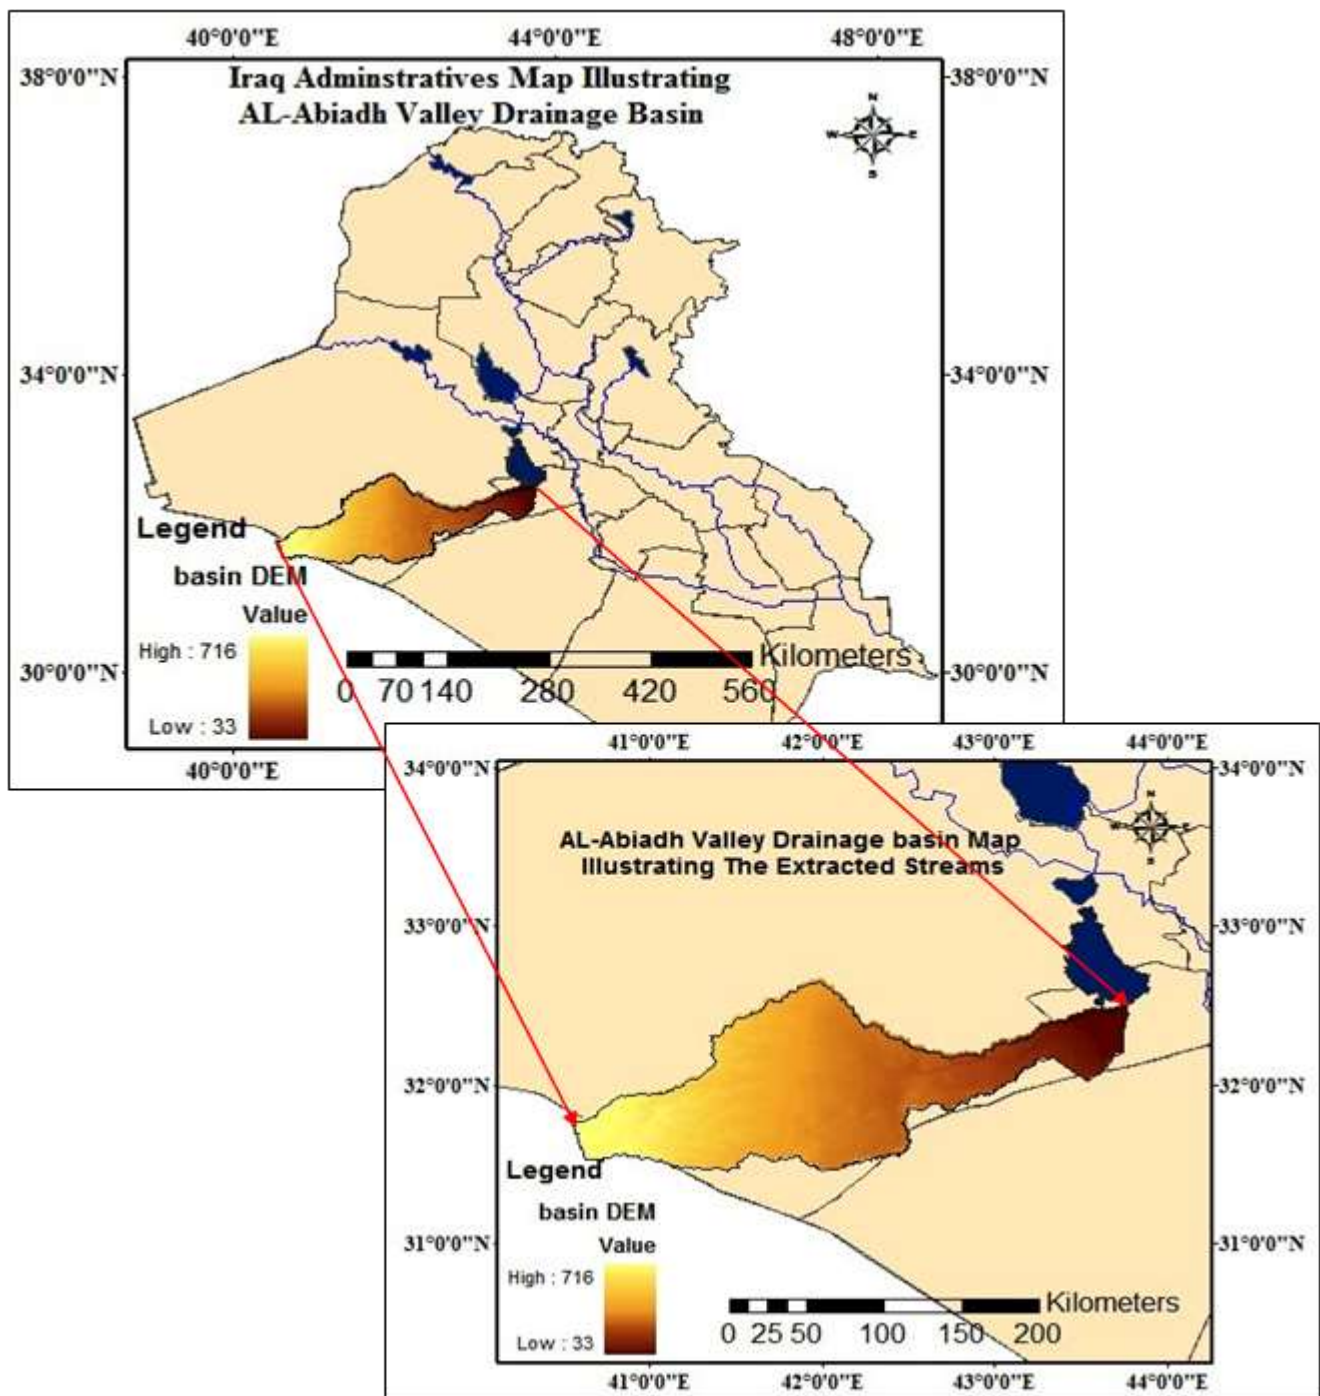 40°0'0"E 44°0'0"E 48°0'0"E
38°0'0"N 38°0'0"N
Iraq Adminstratives Map Illustrating
AL-Abiadh Valley Drainage Basin
N
W E
S
34°0'0"N 34°0'0"N
Legend
basin DEM
Value
High : 716
Low : 33
Kilometers
0 70 140 280 420 560
30°0'0"N 30°0'0"N
40°0'0"E
41°0'0"E 42°0'0"E 43°0'0"E 44°0'0"E
34°0'0"N 34°0'0"N
N
W E
S
AL-Abiadh Valley Drainage basin Map
Illustrating The Extracted Streams
33°0'0"N 33°0'0"N
32°0'0"N 32°0'0"N
Legend
basin DEM
Value
High : 716
Low : 33
31°0'0"N 31°0'0"N
Kilometers
0 25 50 100 150 200
41°0'0"E 42°0'0"E 43°0'0"E 44°0'0"E